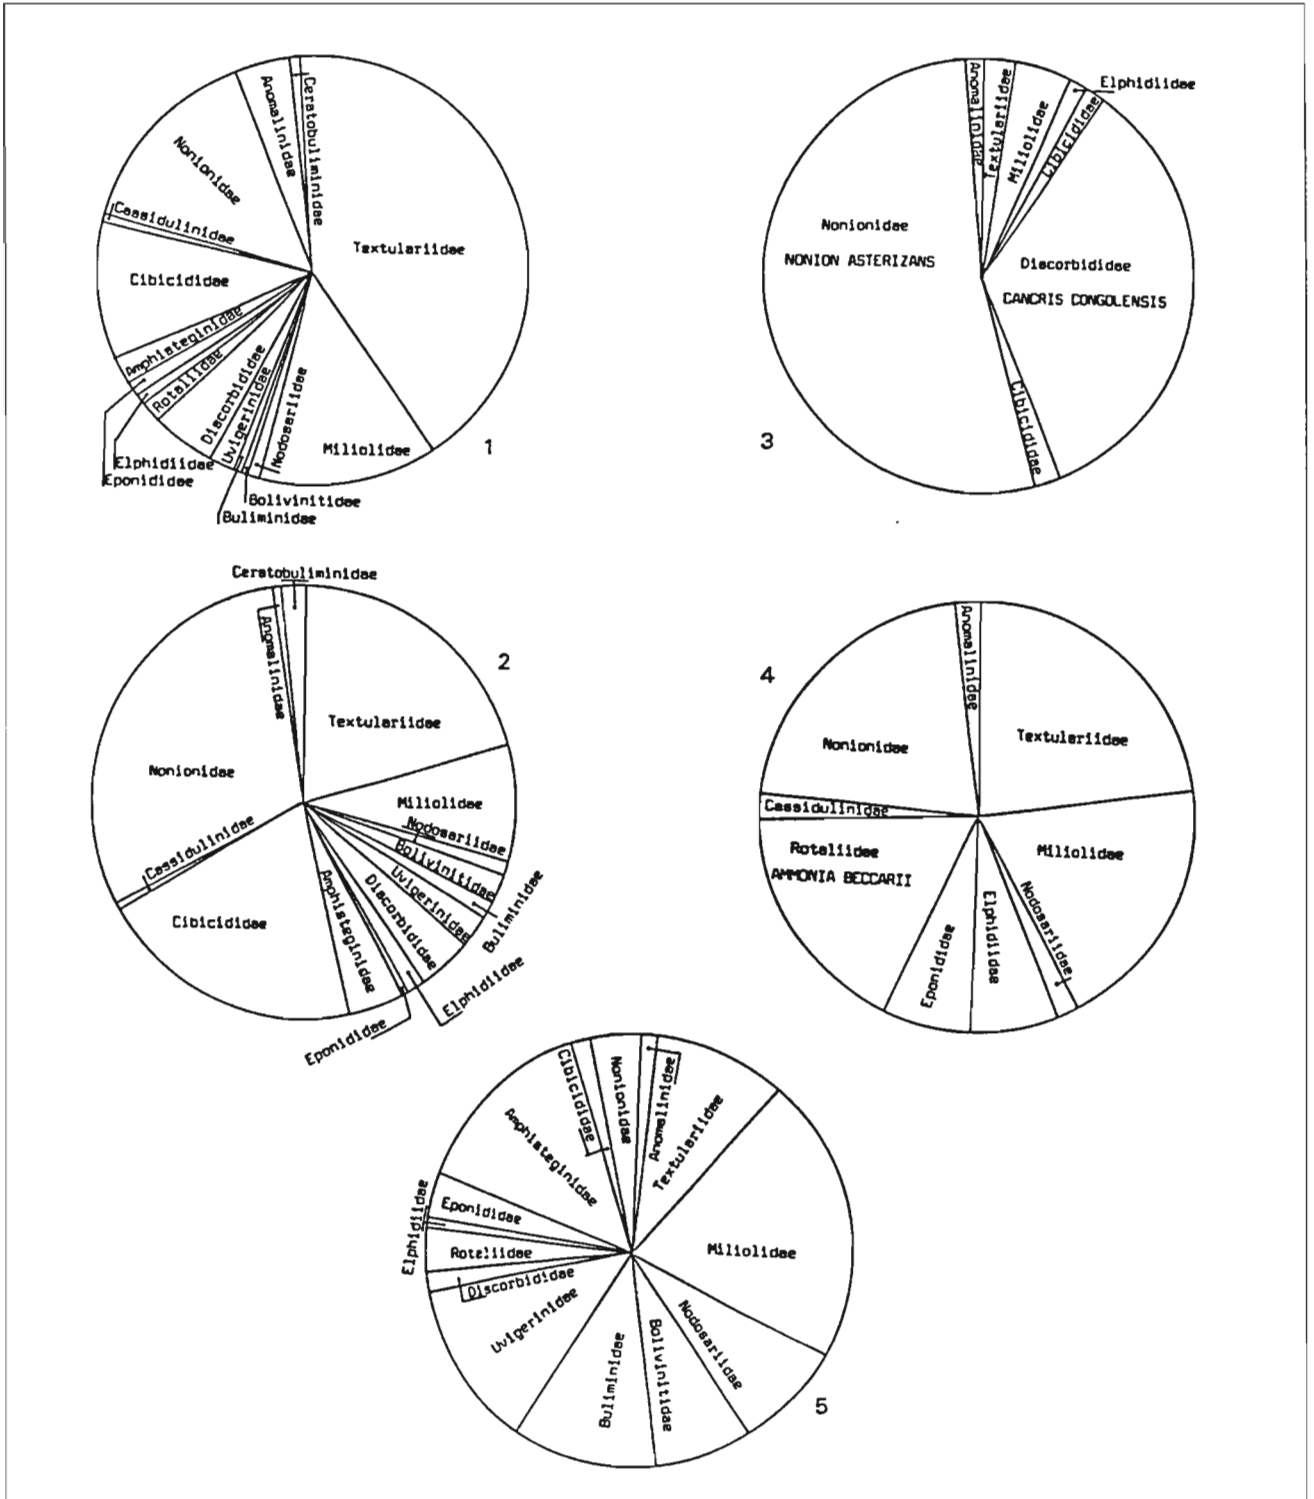 Ceratobuliminidae
Anomalinidae
Nonionidae
Cassidulinidae
Textulariidae
Cibicididae
Amphisteginidae
Rotaliidae
Discorbididae
Uvigerinidae
Nodosariidae
Miliolidae
1
Elphidiidae
Eponididae
Bolivinitidae
Buliminidae
Anomalinidae
Textulariidae
Miliolidae
Elphidiidae
Cibicididae
Nonionidae
NONION ASTERIZANS
Discorbididae
CANCRIS CONGOLENSIS
Cibicididae
3
Ceratobuliminidae
Anomalinidae
2
Textulariidae
Nonionidae
Miliolidae
Nodosariidae
Bolivinitidae
Uvigerinidae
Buliminidae
Cassidulinidae
Discorbididae
Amphisteginidae
Cibicididae
Elphidiidae
Eponididae
4
Anomalinidae
Textulariidae
Nonionidae
Cassidulinidae
Rotaliidae
AMMONIA BECCARII
Miliolidae
Nodosariidae
Elphidiidae
Eponididae
Cibicididae
Nonionidae
Anomalinidae
Textulariidae
Amphisteginidae
Elphidiidae
Eponididae
Rotaliidae
Miliolidae
Discorbididae
Uvigerinidae
Nodosariidae
Bolivinitidae
Buliminidae
5